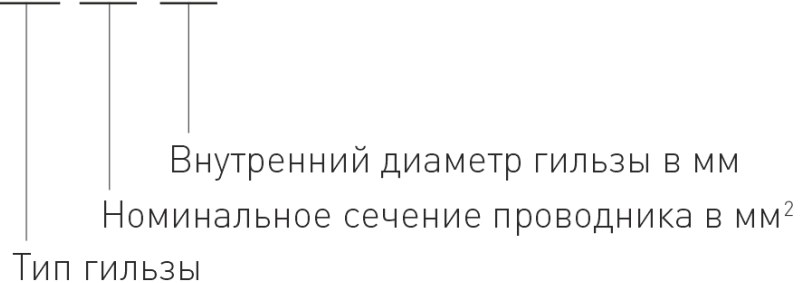 Внутренний диаметр гильзы в мм
Номинальное сечение проводника в мм²
Тип гильзы